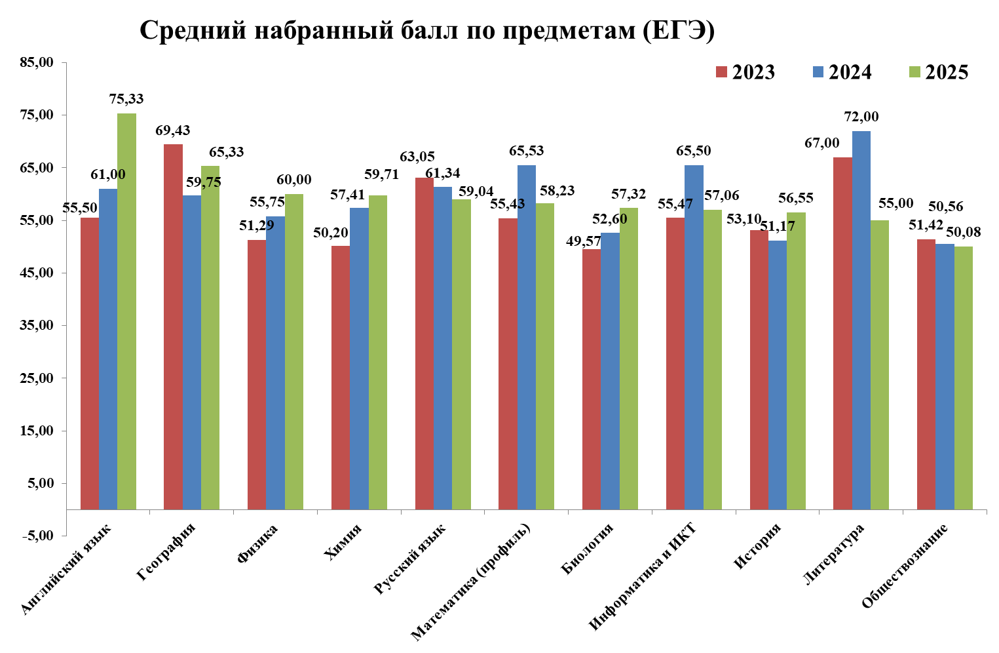 Средний набранный балл по предметам (ЕГЭ)
2023 2024 2025
85,00
75,00
65,00
55,00
45,00
35,00
25,00
15,00
5,00
-5,00
55,50 61,00 75,33
69,43 59,75 65,33
51,29 55,75 60,00
50,20 57,41 59,71
63,05 61,34 59,04
55,43 65,53 58,23
49,57 52,60 57,32
55,47 65,50 57,06
53,10 51,17 56,55
67,00 72,00 55,00
51,42 50,56 50,08
Английский язык
География
Физика
Химия
Русский язык
Математика (профиль)
Биология
Информатика и ИКТ
История
Литература
Обществознание